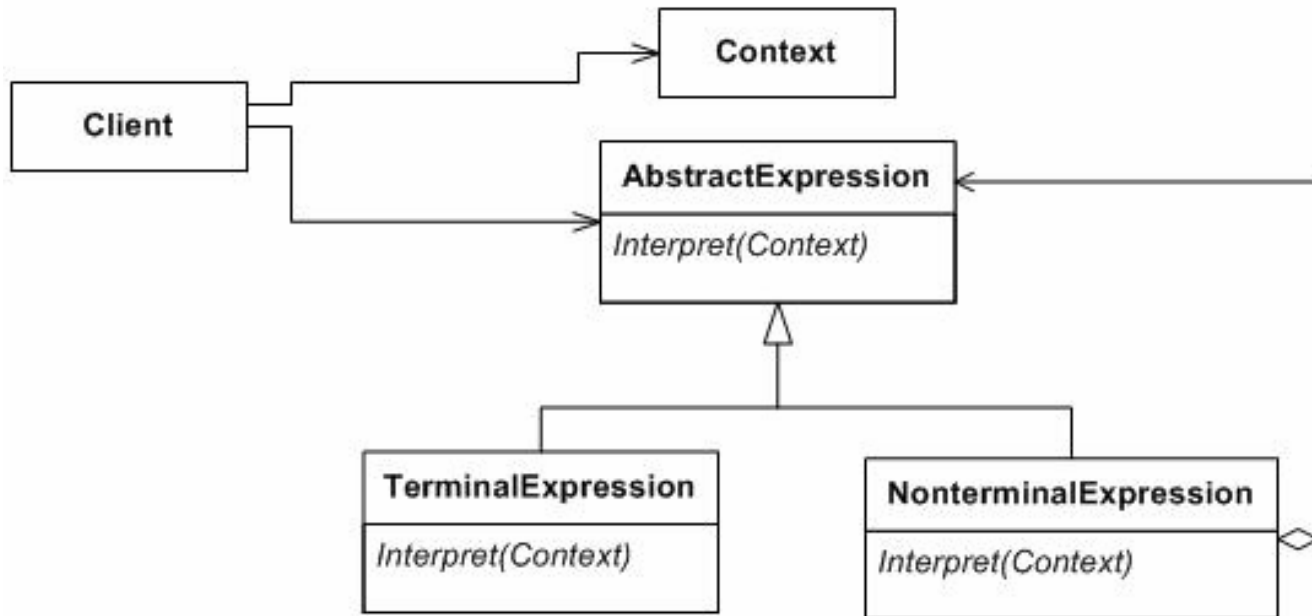 Context
Client
AbstractExpression
Interpret(Context)
TerminalExpression
Interpret(Context)
NonterminalExpression
Interpret(Context)